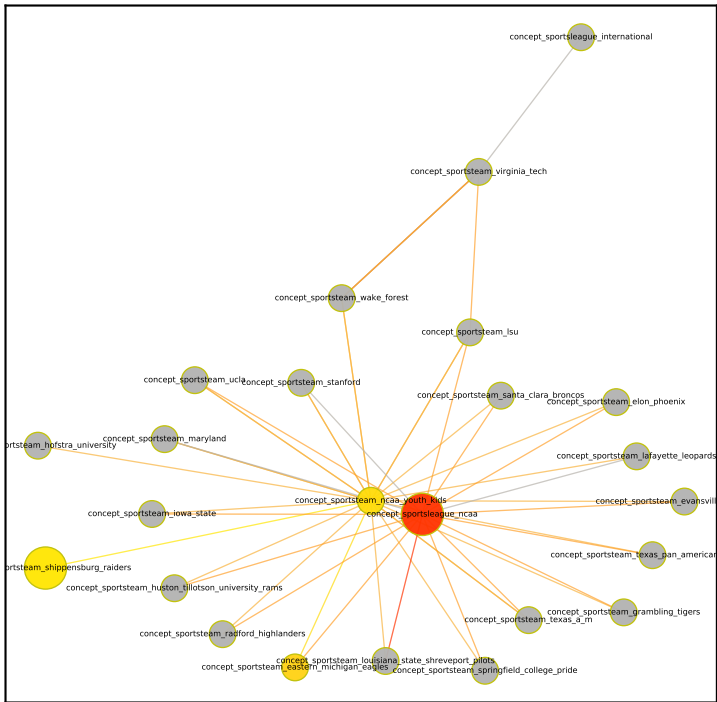 concept_sportsleague_international
concept_sportsteam_virginia_tech
concept_sportsteam_wake_forest
concept_sportsteam_lsu
concept_sportsteam_ucla
concept_sportsteam_stanford
concept_sportsteam_santa_clara_broncos
concept_sportsteam_elon_phoenix
concept_sportsteam_maryland
ortsteam_hofstra_university
concept_sportsteam_lafayette_leopards
concept_sportsteam_ncaa_youth_kids
concept_sportsteam_evansvill
concept_sportsteam_iowa_state
concept_sportsleague_ncaa
concept_sportsteam_texas_pan_american
ortsteam_shippensburg_raiders
concept_sportsteam_huston_tillotson_university_rams
concept_sportsteam_grambling_tigers
concept_sportsteam_texas_a_m
concept_sportsteam_radford_highlanders
concept_sportsteam_louisiana_state_shreveport_pilots
concept_sportsteam_eastern_michigan_eagles
concept_sportsteam_springfield_college_pride